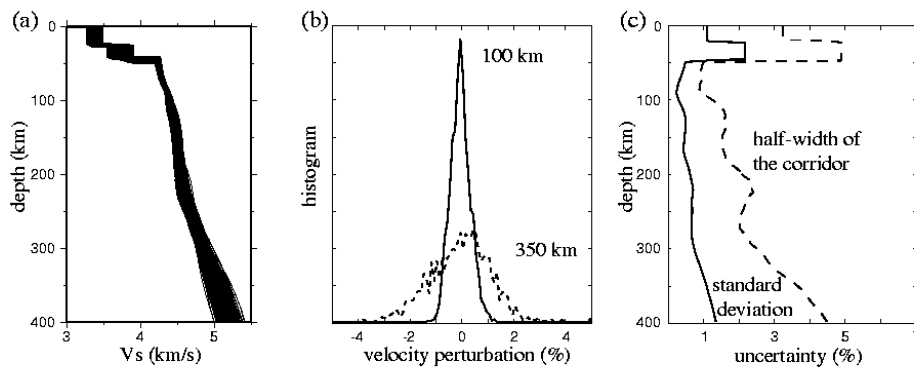 (a)
0
100
200
300
400
depth (km)
3 4 5
Vs (km/s)
(b)
100 km
350 km
histogram
-4 -2 0 2 4
velocity perturbation (%)
(c)
0
100
200
300
400
depth (km)
half-width of
the corridor
standard
deviation
1 3 5
uncertainty (%)